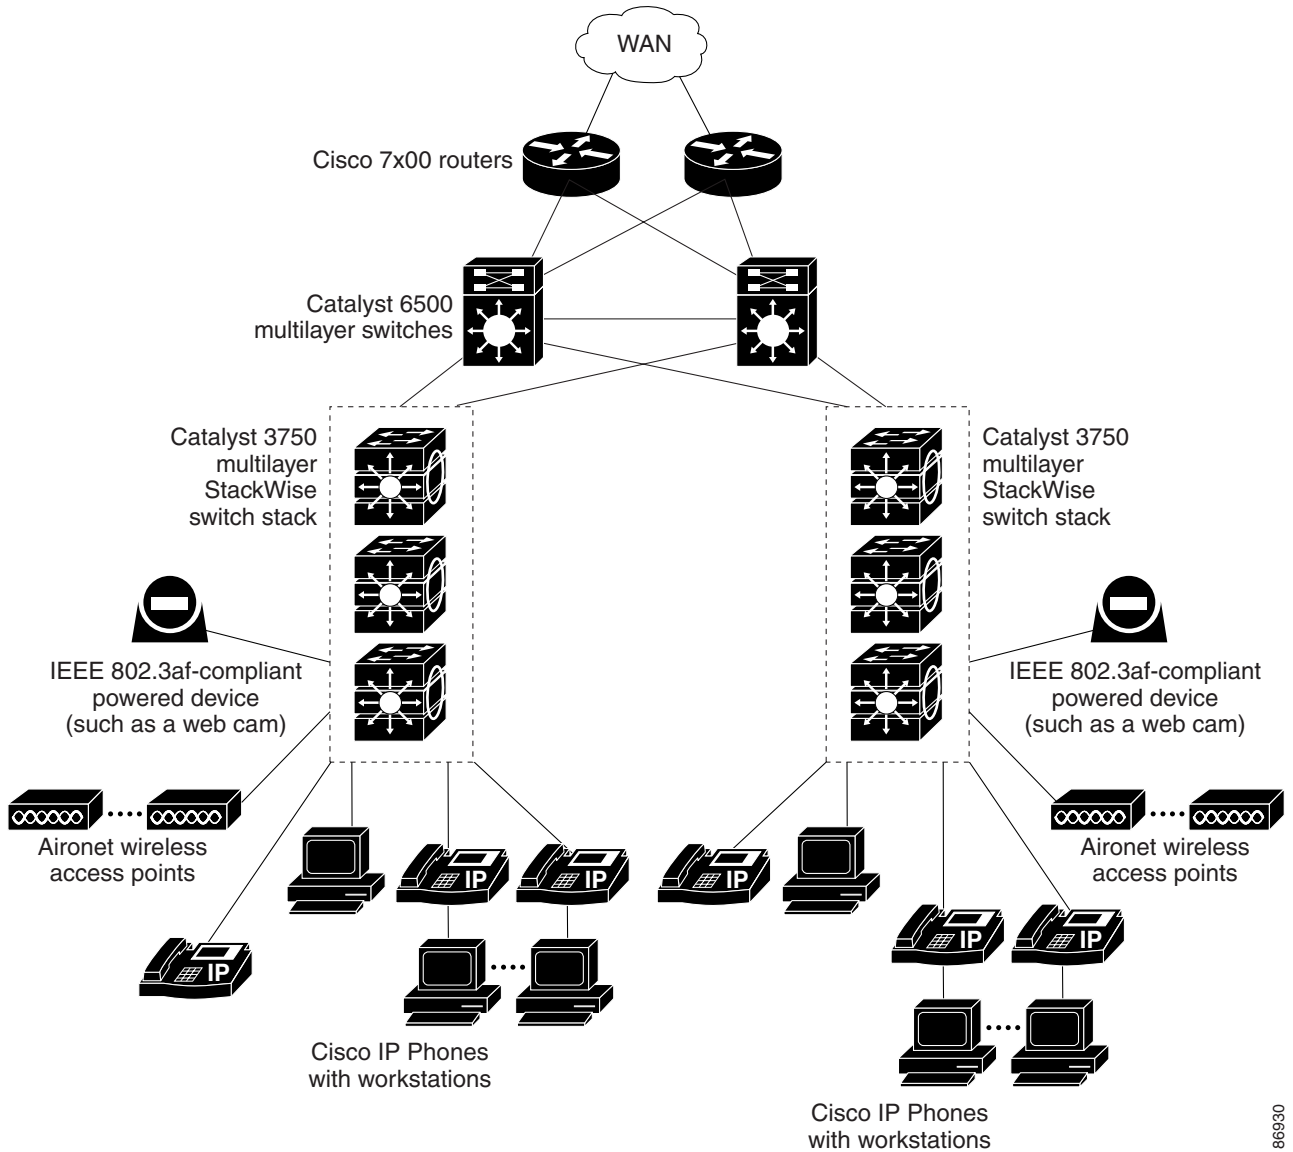 WAN
Cisco 7x00 routers
Catalyst 6500
multilayer switches
Catalyst 3750
multilayer
StackWise
switch stack
Catalyst 3750
multilayer
StackWise
switch stack
IEEE 802.3af-compliant
powered device
(such as a web cam)
IEEE 802.3af-compliant
powered device
(such as a web cam)
Aironet wireless
access points
Aironet wireless
access points
IP
IP
IP
IP
IP
IP
Cisco IP Phones
with workstations
Cisco IP Phones
with workstations
86930